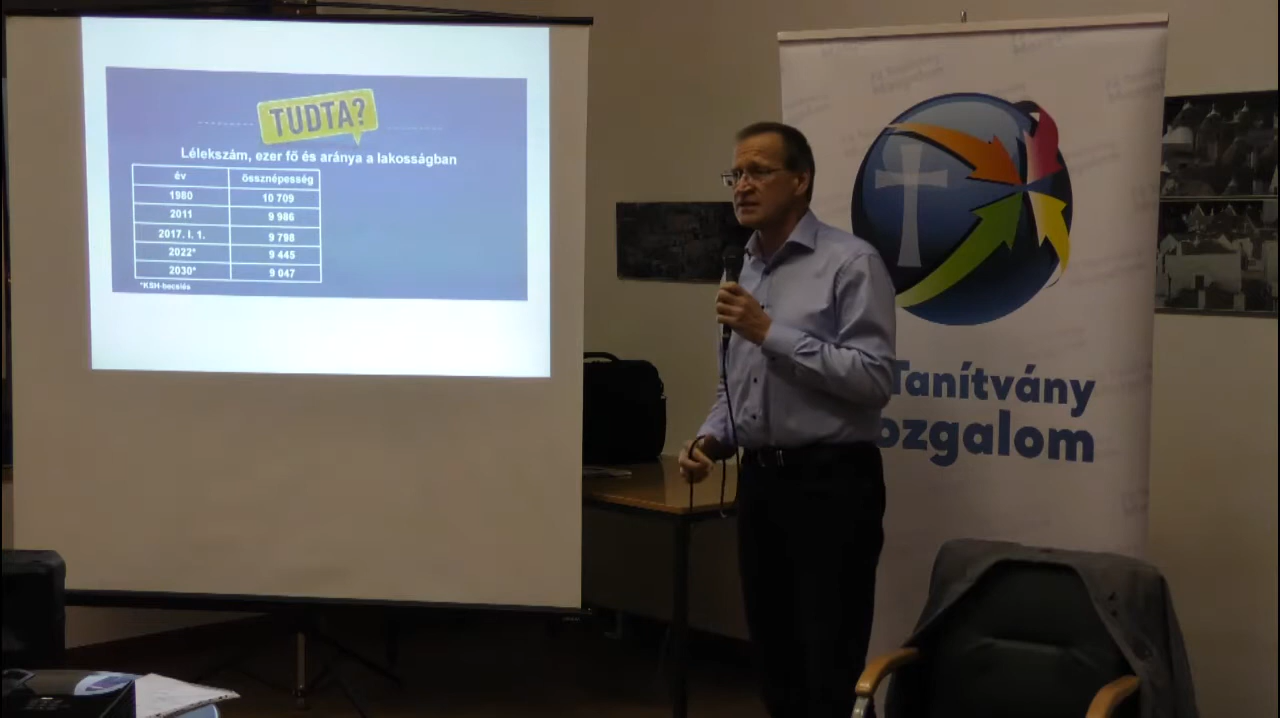 TUDTA?
Lélekszám, ezer fő és aránya a lakosságban
év össznépesség
1980 10 709
2011 9 986
2017. I. 1. 9 798
2022* 9 445
2030* 9 047
*KSH-becslés
Tanítvány
ozgalom